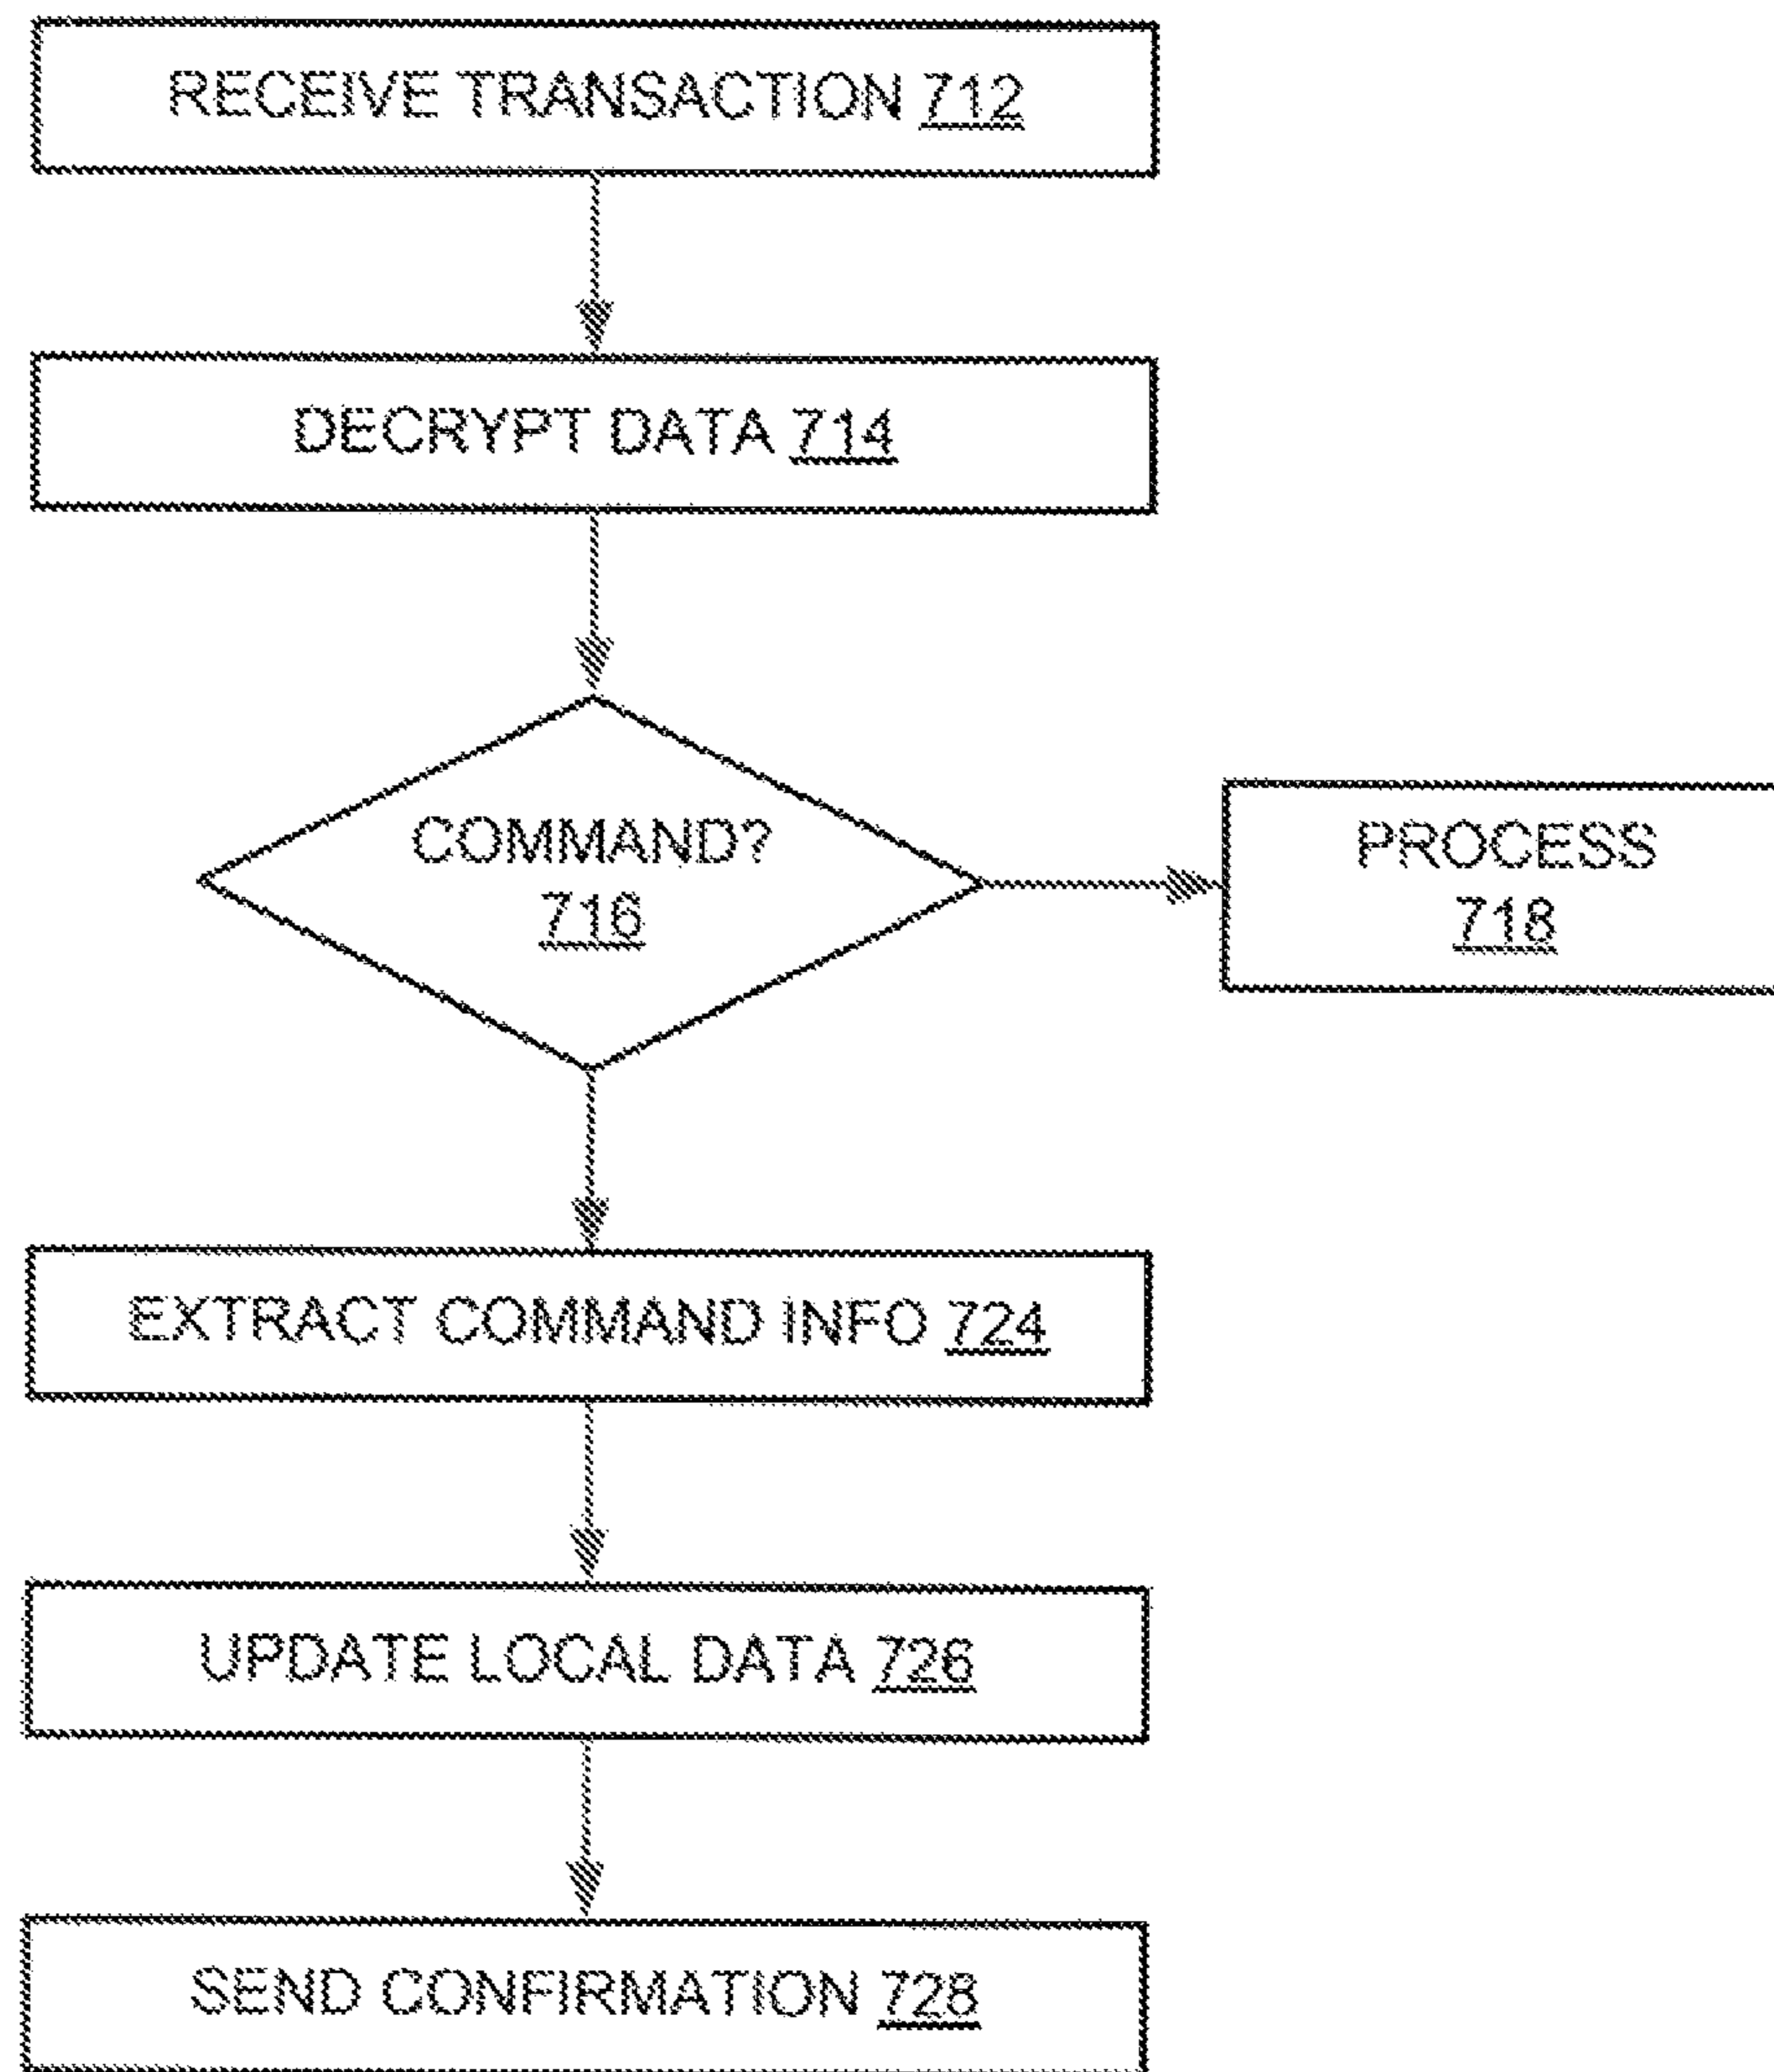 RECEIVE TRANSACTION 712
DECRYPT DATA 714
COMMAND?
716
PROCESS
718
EXTRACT COMMAND INFO 724
UPDATE LOCAL DATA 726
SEND CONFIRMATION 728